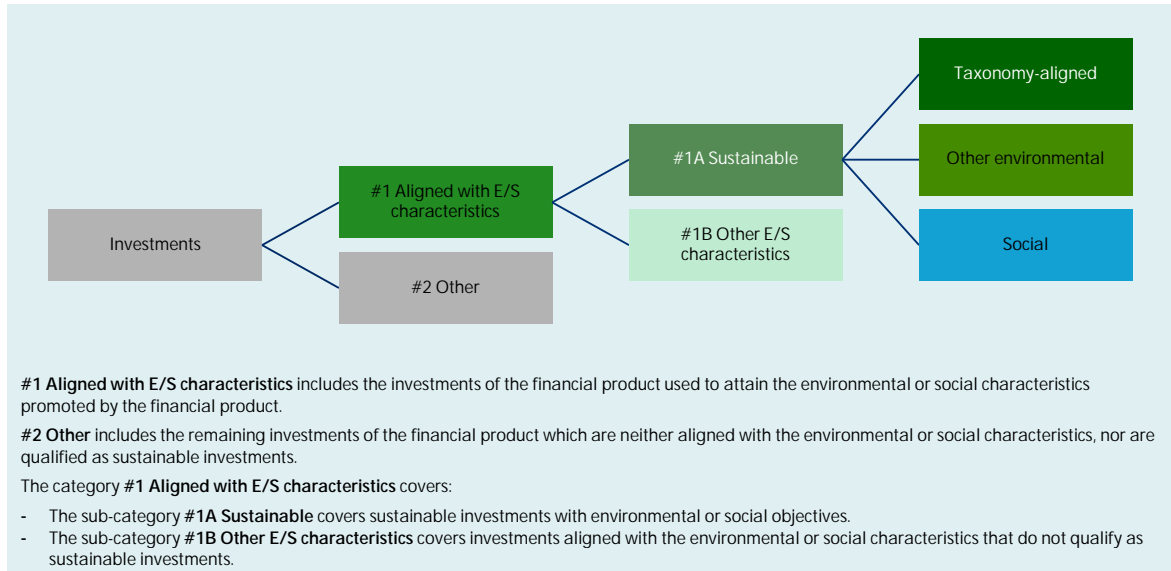 Taxonomy-aligned
#1A Sustainable
Other environmental
#1 Aligned with E/S
characteristics
Investments
#1B Other E/S
characteristics
Social
#2 Other
#1 Aligned with E/S characteristics includes the investments of the financial product used to attain the environmental or social characteristics
promoted by the financial product.
#2 Other includes the remaining investments of the financial product which are neither aligned with the environmental or social characteristics, nor are
qualified as sustainable investments.
The category #1 Aligned with E/S characteristics covers:
- The sub-category #1A Sustainable covers sustainable investments with environmental or social objectives.
- The sub-category #1B Other E/S characteristics covers investments aligned with the environmental or social characteristics that do not qualify as
sustainable investments.